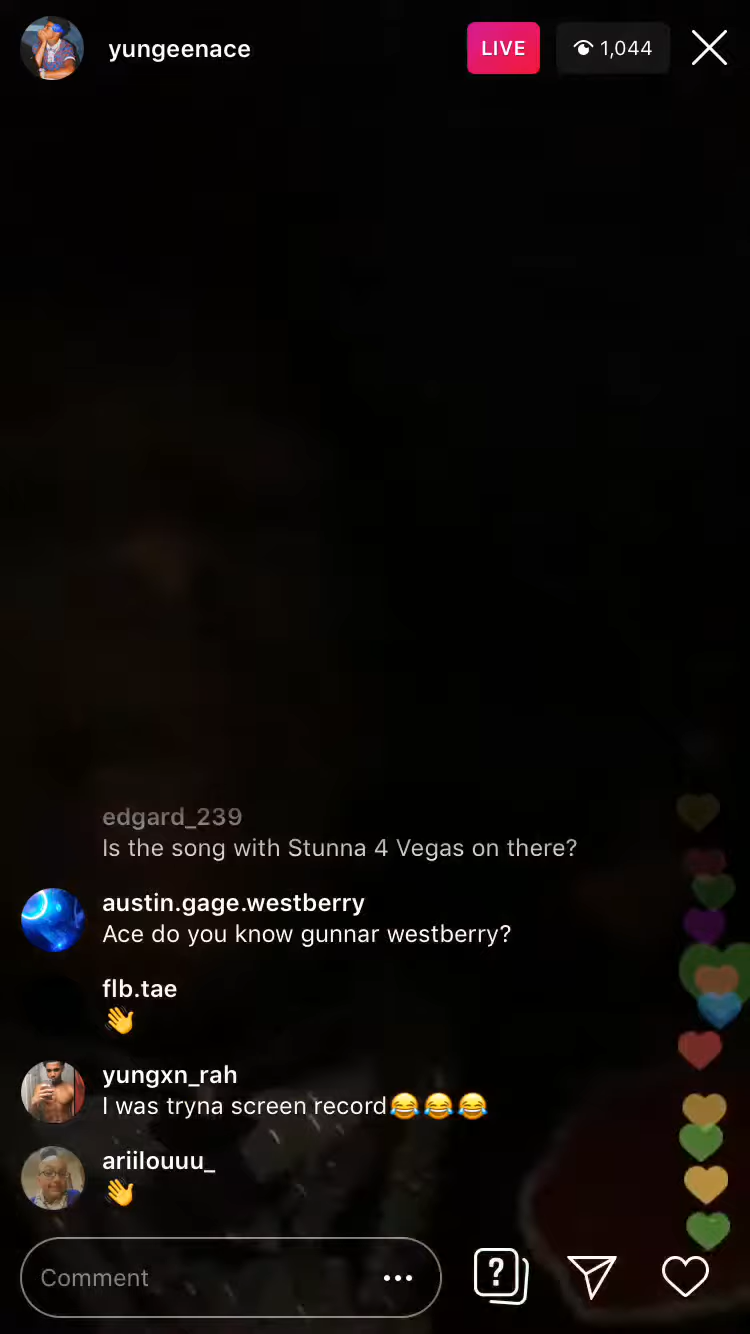 yungeenace
LIVE
1,044
edgard_239
Is the song with Stunna 4 Vegas on there?
austin.gage.westberry
Ace do you know gunnar westberry?
flb.tae
👋
yungxn_rah
I was tryna screen record😂😂😂
ariilouuu_
👋
Comment
?